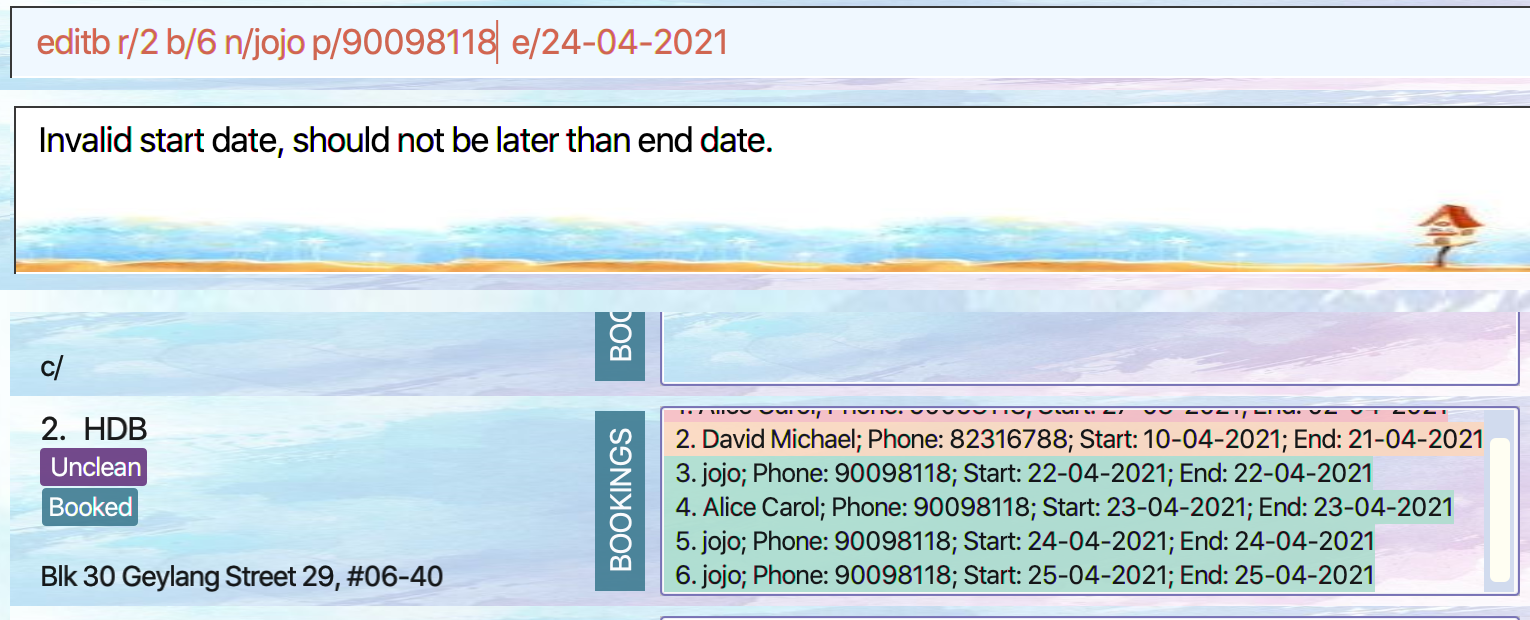 editb r/2 b/6 n/jojo p/90098118 e/24-04-2021
Invalid start date, should not be later than end date.
c/
2. HDB
Unclean
Booked
Blk 30 Geylang Street 29, #06-40
BOOKINGS
2. David Michael; Phone: 82316788; Start: 10-04-2021; End: 21-04-2021
3. jojo; Phone: 90098118; Start: 22-04-2021; End: 22-04-2021
4. Alice Carol; Phone: 90098118; Start: 23-04-2021; End: 23-04-2021
5. jojo; Phone: 90098118; Start: 24-04-2021; End: 24-04-2021
6. jojo; Phone: 90098118; Start: 25-04-2021; End: 25-04-2021